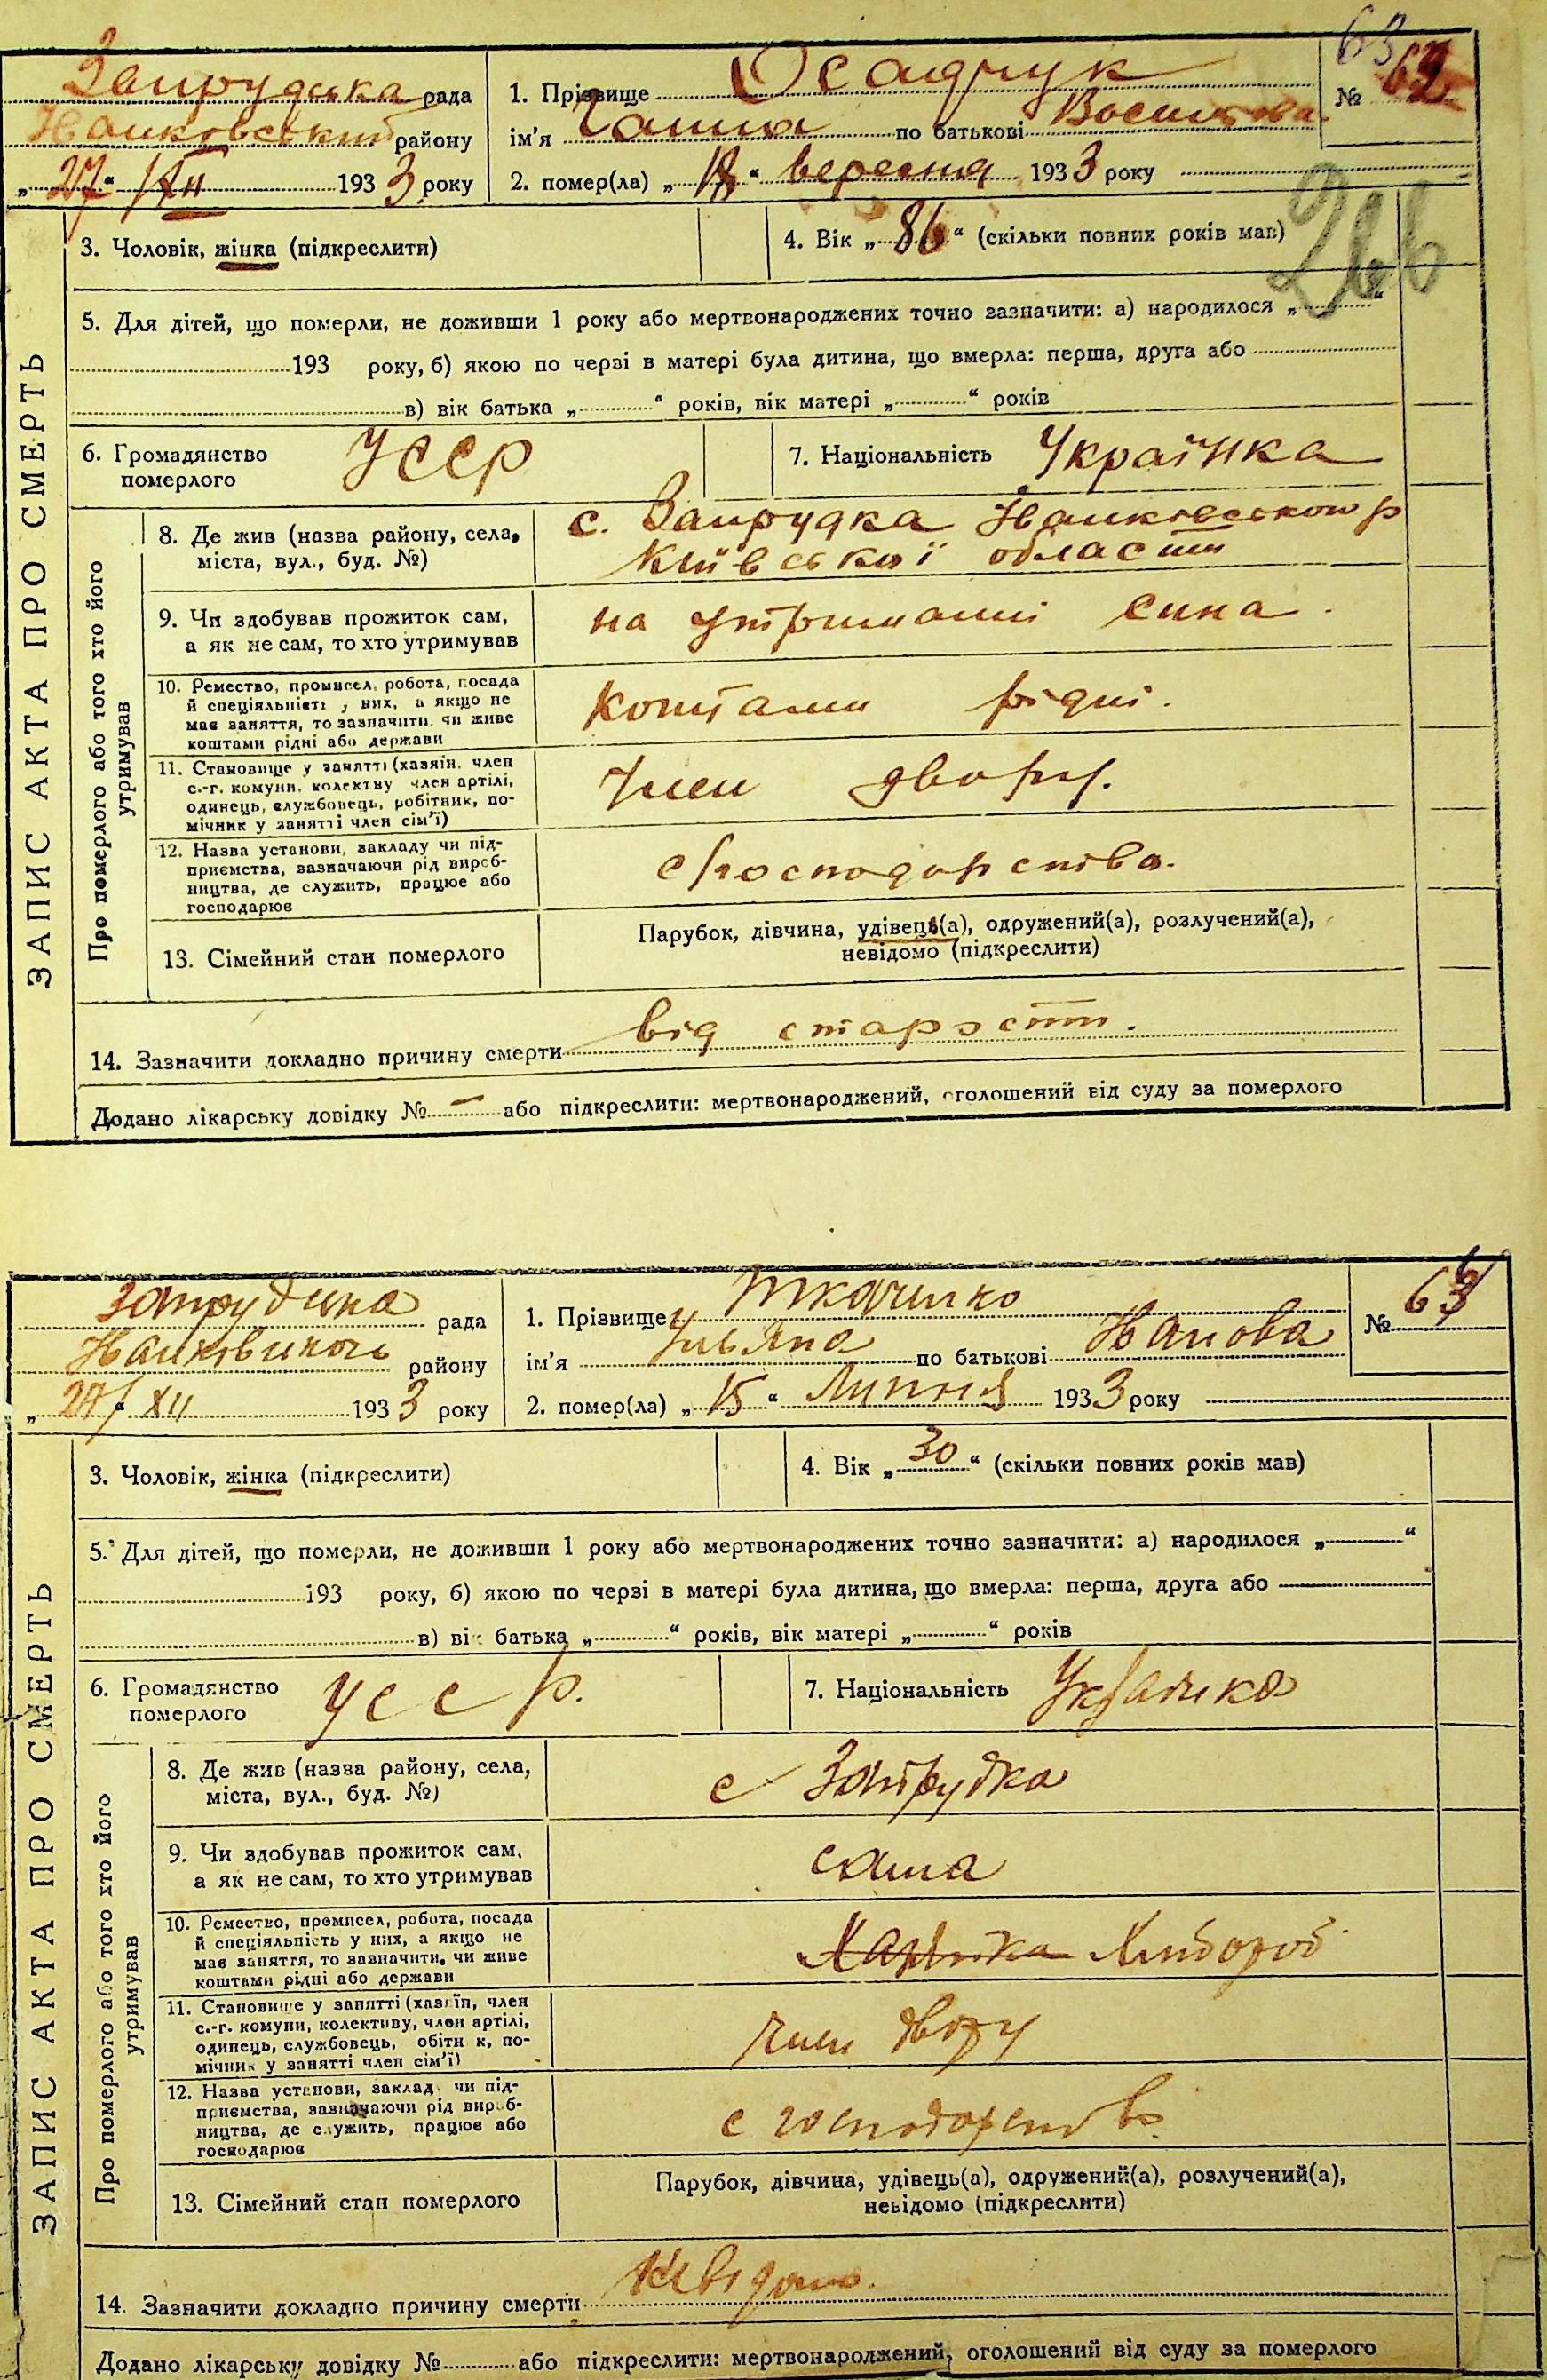 63
Запрудська рада
1. Прізвище Осадчук
№ 62
району
ім'я Ганна по батькові
„27“ XII 1933 року
2. помер(ла) „18“ вересня 1933 року
266
3. Чоловік, жінка (підкреслити)
4. Вік „86“ (скільки повних років мав)
5. Для дітей, що померли, не доживши 1 року або мертвонароджених точно зазначити: а) народилося „ “
193 року, б) якою по черзі в матері була дитина, що вмерла: перша, друга або
в) вік батька „ “ років, вік матері „ “ років
6. Громадянство померлого
УССР
7. Національність Українка
ЗАПИС АКТА ПРО СМЕРТЬ
Про померлого або того хто його утримував
8. Де жив (назва району, села, міста, вул., буд. №)
с. Запрудка
Київської области
9. Чи здобував прожиток сам, а як не сам, то хто утримував
на утриманні сина.
10. Ремество, промисел, робота, посада й спеціяльність у них, а якщо не має заняття, то зазначити, чи живе коштами рідні або держави
коштами рідні.
11. Становище у занятті (хазяїн, член с.-г. комуни, колективу член артілі, одинець, службовець, робітник, помічник у занятті член сім'ї)
член двору.
12. Назва установи, закладу чи підприємства, зазначаючи рід виробництва, де служить, працює або господарює
с/господарство.
13. Сімейний стан померлого
Парубок, дівчина, удівець(а), одружений(а), розлучений(а),
невідомо (підкреслити)
14. Зазначити докладно причину смерти від старости.
Додано лікарську довідку № — або підкреслити: мертвонароджений, оголошений від суду за померлого
рада
1. Прізвище
№ 63
району
ім'я Ульяна по батькові
„27“ XII 1933 року
2. помер(ла) „15“ Липня 1933 року
3. Чоловік, жінка (підкреслити)
4. Вік „30“ (скільки повних років мав)
5. Для дітей, що померли, не доживши 1 року або мертвонароджених точно зазначити: а) народилося „ “
193 року, б) якою по черзі в матері була дитина, що вмерла: перша, друга або
в) вік батька „ “ років, вік матері „ “ років
6. Громадянство померлого
УССР.
7. Національність Українка
ЗАПИС АКТА ПРО СМЕРТЬ
Про померлого або того хто його утримував
8. Де жив (назва району, села, міста, вул., буд. №)
с Запрудка
9. Чи здобував прожиток сам, а як не сам, то хто утримував
сама
10. Ремество, промисел, робота, посада й спеціяльність у них, а якщо не має заняття, то зазначити, чи живе коштами рідні або держави
Хлібороб
11. Становище у занятті (хазяїн, член с.-г. комуни, колективу, член артілі, одинець, службовець, робітник, помічник у занятті член сім'ї)
член двору
12. Назва установи, закладу чи підприємства, зазначаючи рід виробництва, де служить, працює або господарює
с господарство
13. Сімейний стан померлого
Парубок, дівчина, удівець(а), одружений(а), розлучений(а),
невідомо (підкреслити)
14. Зазначити докладно причину смерти Невідомо.
Додано лікарську довідку № або підкреслити: мертвонароджений, оголошений від суду за померлого